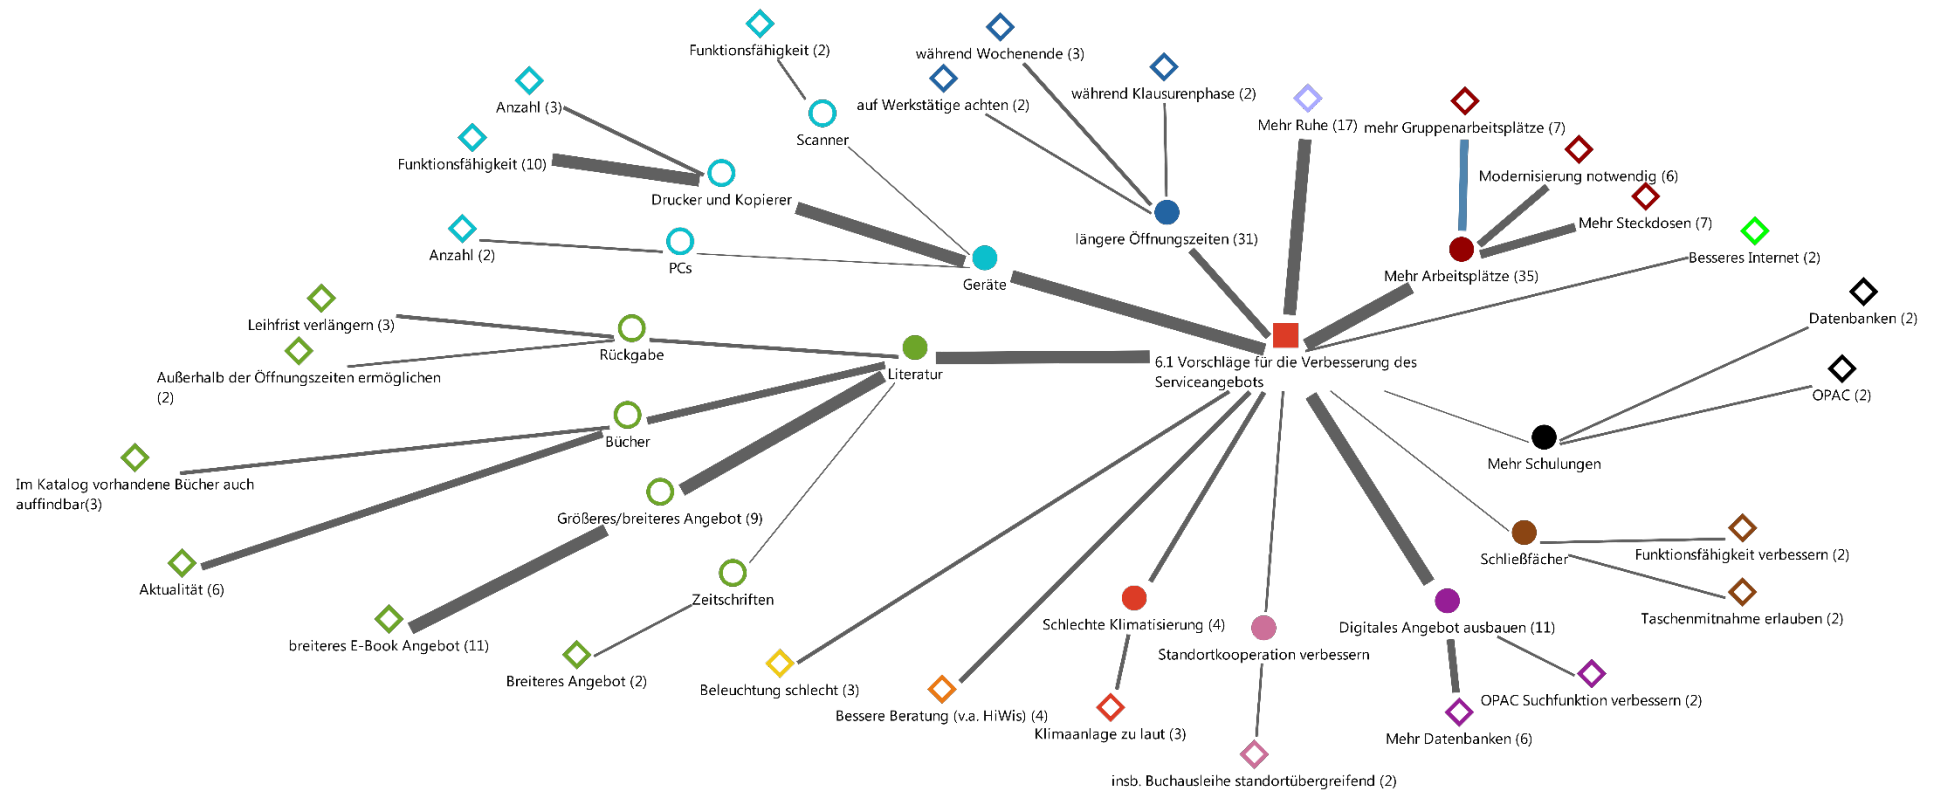 Funktionsfähigkeit (2)
während Wochenende (3)
während Klausurenphase (2)
auf Werkstätige achten (2)
Anzahl (3)
Mehr Ruhe (17)
mehr Gruppenarbeitsplätze (7)
Scanner
Funktionsfähigkeit (10)
Modernisierung notwendig (6)
Drucker und Kopierer
Mehr Steckdosen (7)
längere Öffnungszeiten (31)
Anzahl (2)
PCs
Besseres Internet (2)
Geräte
Mehr Arbeitsplätze (35)
Leihfrist verlängern (3)
Datenbanken (2)
Rückgabe
6.1 Vorschläge für die Verbesserung des
Serviceangebots
Außerhalb der Öffnungszeiten ermöglichen
(2)
Literatur
OPAC (2)
Bücher
Mehr Schulungen
Im Katalog vorhandene Bücher auch
auffindbar(3)
Größeres/breiteres Angebot (9)
Schließfächer
Funktionsfähigkeit verbessern (2)
Aktualität (6)
Zeitschriften
Taschenmitnahme erlauben (2)
Schlechte Klimatisierung (4)
Digitales Angebot ausbauen (11)
breiteres E-Book Angebot (11)
Standortkooperation verbessern
Breiteres Angebot (2)
Beleuchtung schlecht (3)
OPAC Suchfunktion verbessern (2)
Bessere Beratung (v.a. HiWis) (4)
Klimaanlage zu laut (3)
Mehr Datenbanken (6)
insb. Buchausleihe standortübergreifend (2)